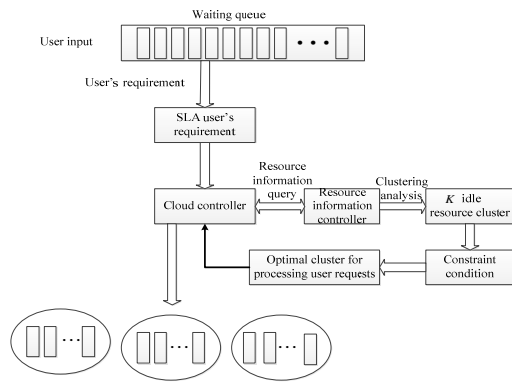 Waiting queue
User input
User's requirement
SLA user's
requirement
Resource
information
query
Clustering
analysis
Cloud controller
Resource
information
controller
K idle
resource cluster
Optimal cluster for
processing user requests
Constraint
condition